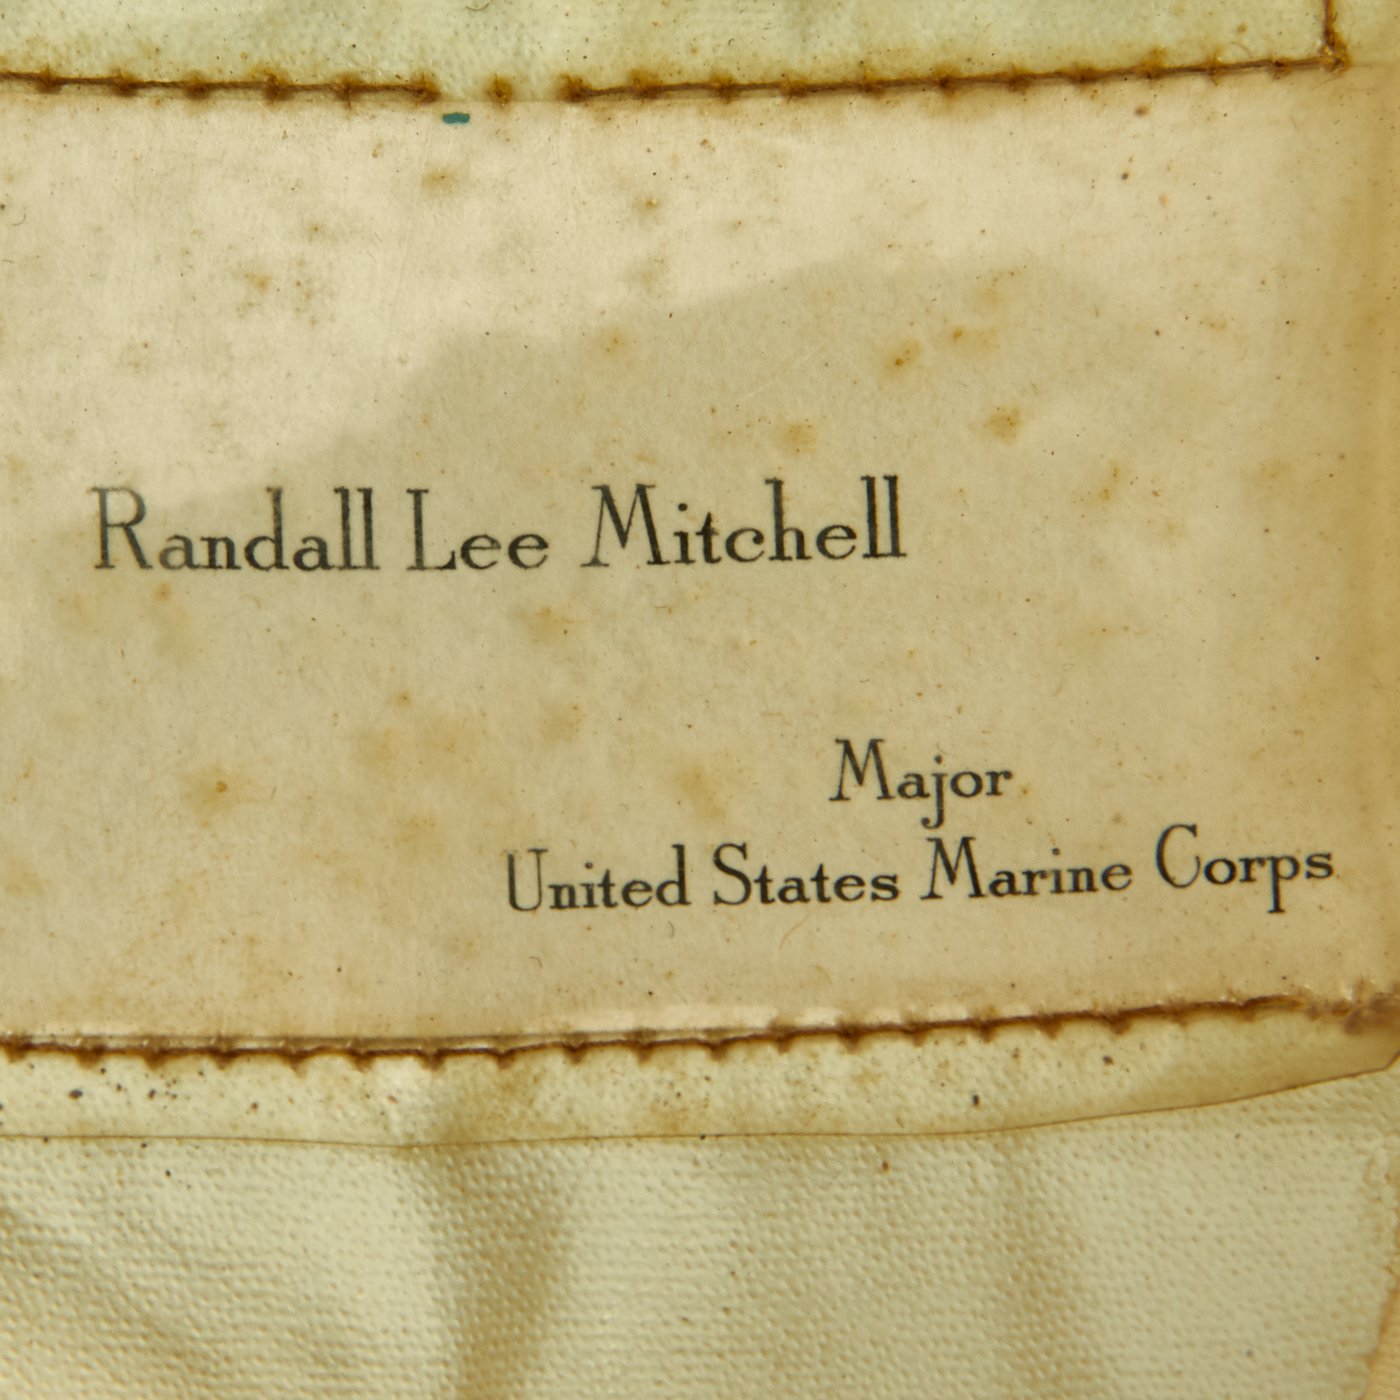 Randall Lee Mitchell
Major
United States Marine Corps